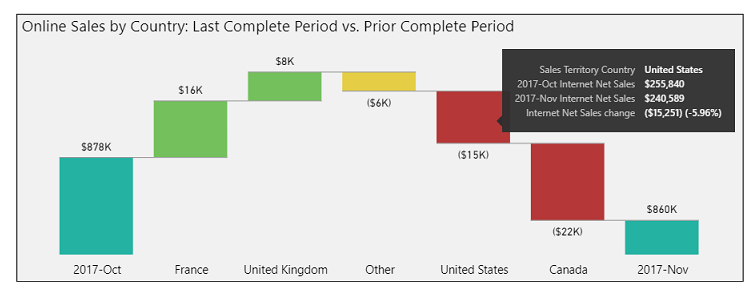 Online Sales by Country: Last Complete Period vs. Prior Complete Period
$8K
Sales Territory Country United States
2017-Oct Internet Net Sales $255,840
2017-Nov Internet Net Sales $240,589
Internet Net Sales change ($15,251) (-5.96%)
$16K
($6K)
$878K
($15K)
$860K
($22K)
2017-Oct France United Kingdom Other United States Canada 2017-Nov